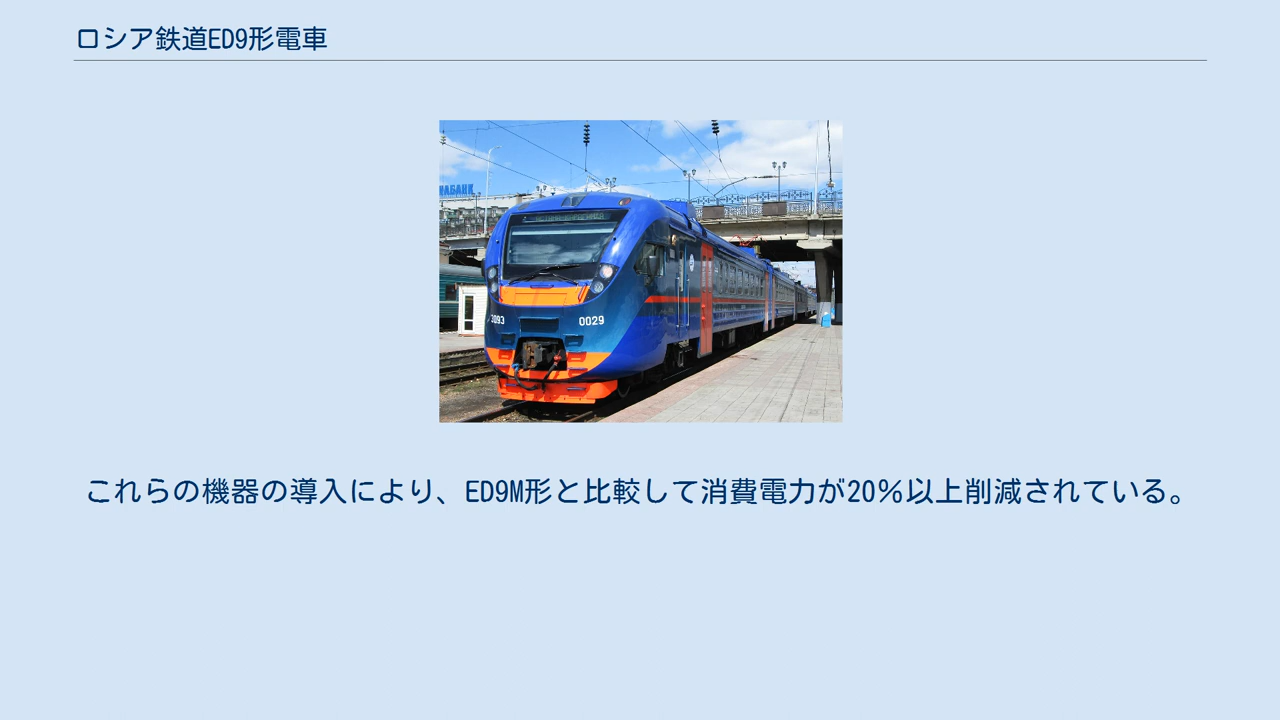 ロシア鉄道ED9形電車
0029
これらの機器の導入により、ED9M形と比較して消費電力が20％以上削減されている。